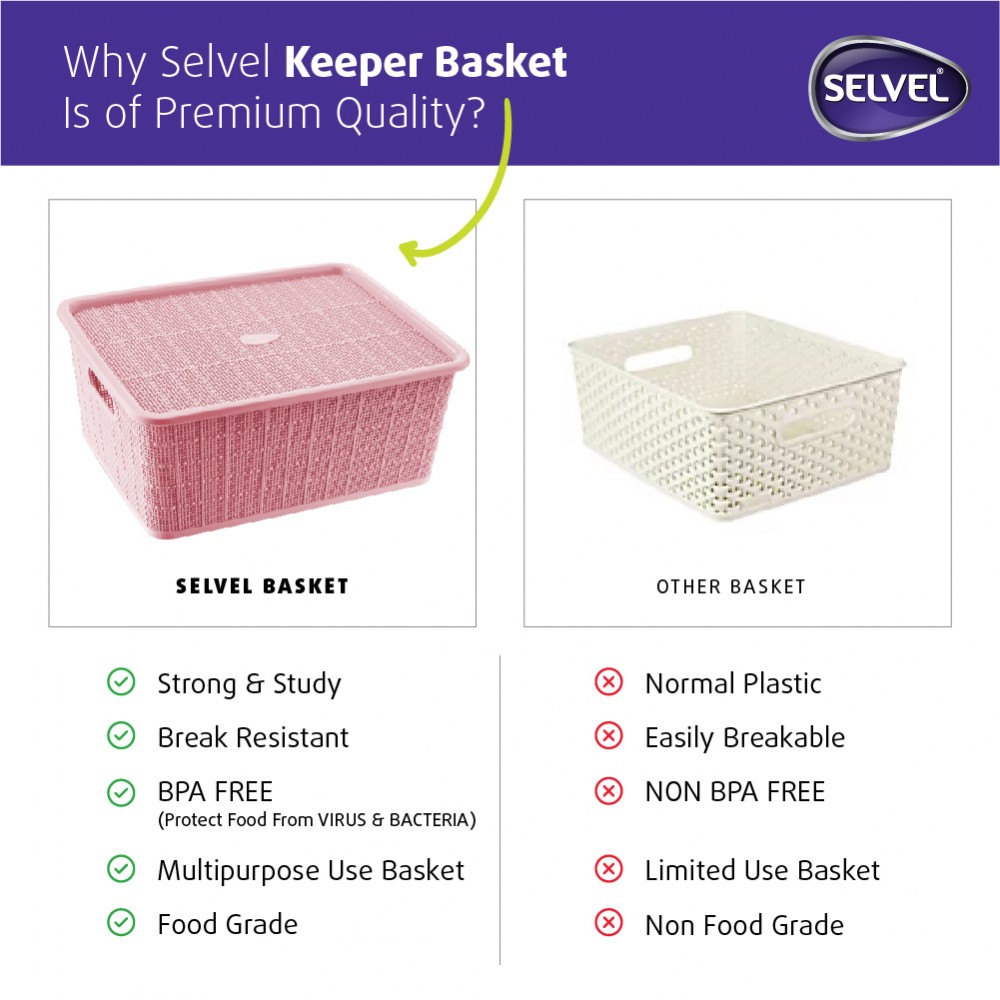 Why Selvel Keeper Basket
Is of Premium Quality?
SELVEL®
SELVEL BASKET
OTHER BASKET
Strong & Study
Break Resistant
BPA FREE
(Protect Food From VIRUS & BACTERIA)
Multipurpose Use Basket
Food Grade
Normal Plastic
Easily Breakable
NON BPA FREE
Limited Use Basket
Non Food Grade